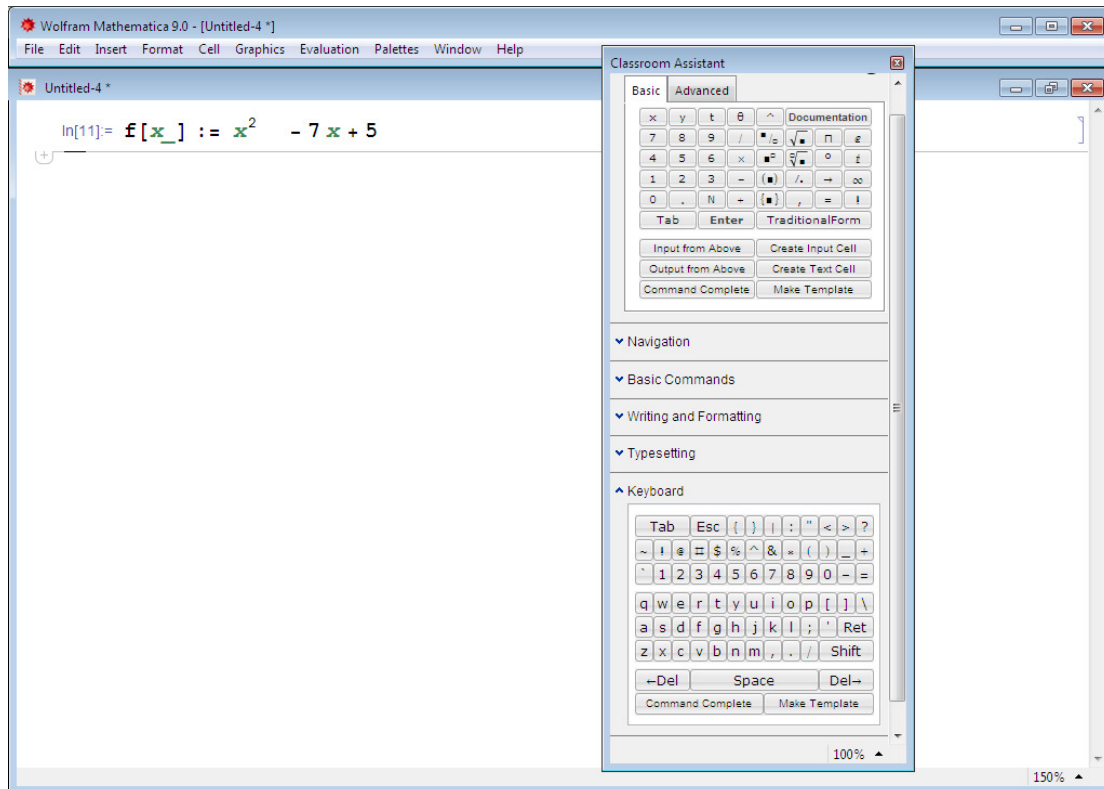 Wolfram Mathematica 9.0 - [Untitled-4 *]
File Edit Insert Format Cell Graphics Evaluation Palettes Window Help
Untitled-4 *
In[11]:= f[x_] := x² - 7 x + 5
Classroom Assistant
Basic Advanced
x y t θ ^ Documentation
7 8 9 / ■/□ √■ π ⅇ
4 5 6 × ■□ □√■ ° ⅈ
1 2 3 - (■) /. → ∞
0 . N + {■} , = !
Tab Enter TraditionalForm
Input from Above Create Input Cell
Output from Above Create Text Cell
Command Complete Make Template
Navigation
Basic Commands
Writing and Formatting
Typesetting
Keyboard
Tab Esc { } | : " < > ?
~ ! @ # $ % ^ & * ( ) _ +
` 1 2 3 4 5 6 7 8 9 0 - =
q w e r t y u i o p [ ] \
a s d f g h j k l ; ' Ret
z x c v b n m , . / Shift
←Del Space Del→
Command Complete Make Template
100%
150%